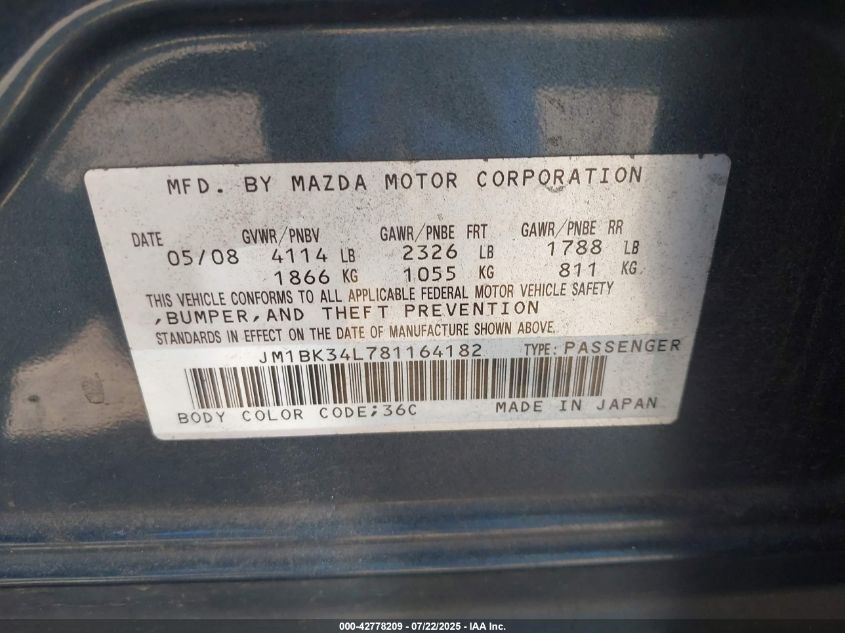 MFD. BY MAZDA MOTOR CORPORATION
DATE GVWR/PNBV GAWR/PNBE FRT GAWR/PNBE RR
05/08 4114 LB 2326 LB 1788 LB
1866 KG 1055 KG 811 KG
THIS VEHICLE CONFORMS TO ALL APPLICABLE FEDERAL MOTOR VEHICLE SAFETY
,BUMPER,AND THEFT PREVENTION
STANDARDS IN EFFECT ON THE DATE OF MANUFACTURE SHOWN ABOVE.
JM1BK34L781164182 TYPE: PASSENGER
BODY COLOR CODE;36C MADE IN JAPAN
000-42778209 - 07/22/2025 - IAA Inc.